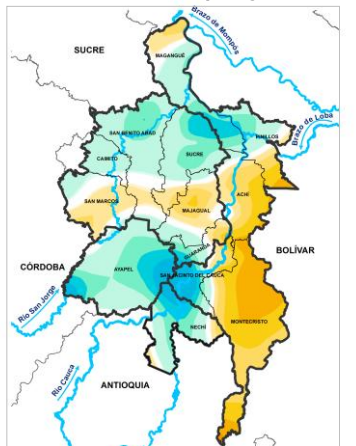 SUCRE
Brazo de Mompós
MAGANGUÉ
Brazo de Loba
SAN BENITO ABAD
PINILLOS
CAIMITO
SUCRE
SAN MARCOS
ACHÍ
MAJAGUAL
GUARANDA
BOLÍVAR
CÓRDOBA
AYAPEL
SAN JACINTO DEL CAUCA
Río San Jorge
NECHÍ
MONTECRISTO
Río Cauca
ANTIOQUIA